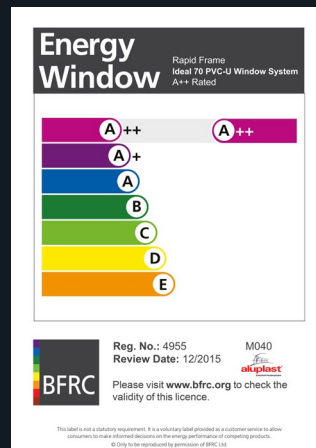 Energy
Window
Rapid Frame
Ideal 70 PVC-U Window System
A++ Rated
A++ A++
A+
A
B
C
D
E
BFRC
Reg. No.: 4955 M040
Review Date: 12/2015
aluplast
Please visit www.bfrc.org to check the
validity of this licence.
This label is not a statutory requirement. It is a voluntary label provided as a customer service to allow
consumers to make informed decisions on the energy performance of competing products.
© Only to be reproduced by permission of BFRC Ltd.